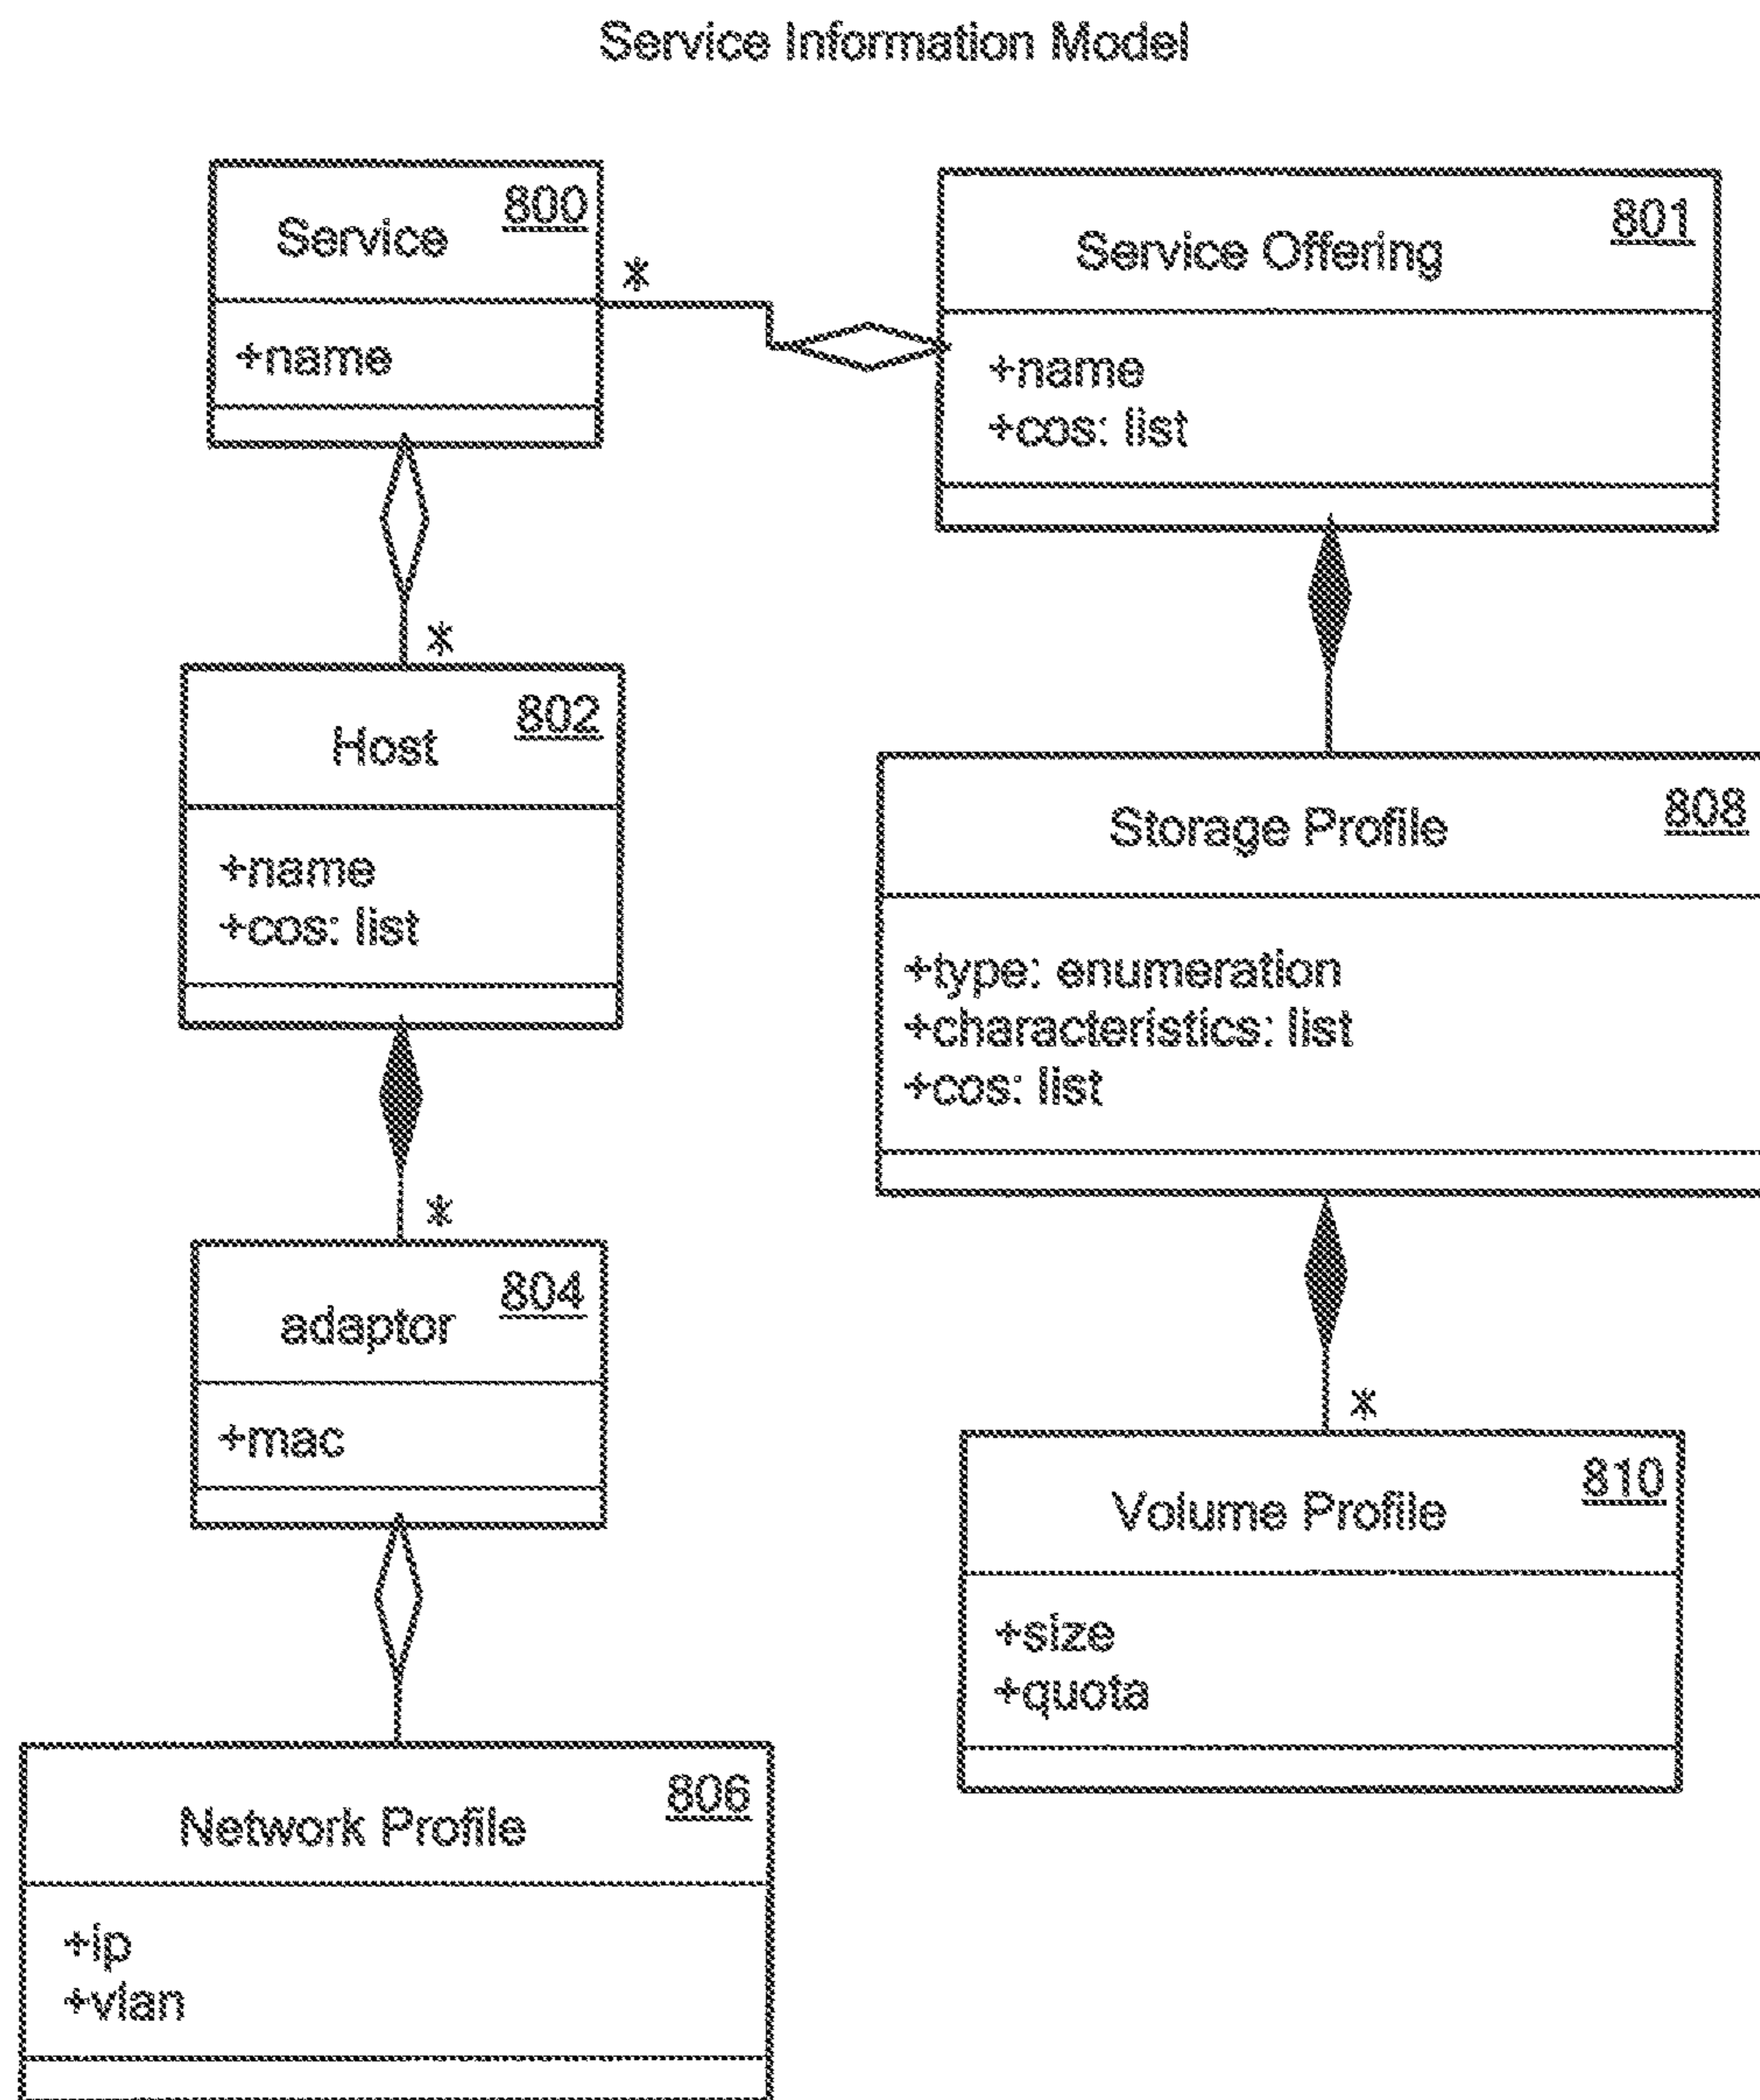 Service Information Model
800
Service
+name
*
801
Service Offering
+name
+cos: list
*
802
Host
+name
+cos: list
808
Storage Profile
+type: enumeration
+characteristics: list
+cos: list
*
804
adaptor
+mac
*
810
Volume Profile
+size
+quota
806
Network Profile
+ip
+vlan